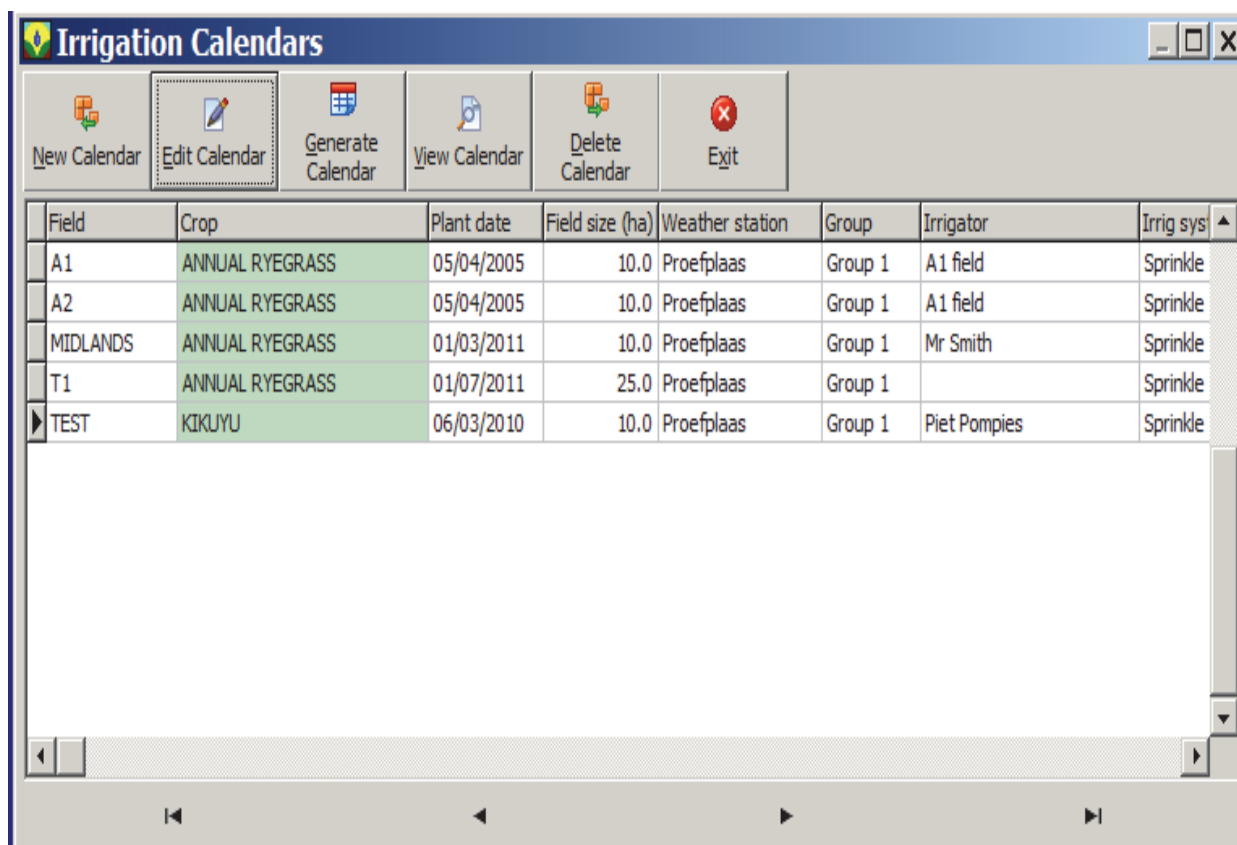 Irrigation Calendars
New Calendar Edit Calendar Generate Calendar View Calendar Delete Calendar Exit
Field Crop Plant date Field size (ha) Weather station Group Irrigator Irrig syst
A1 ANNUAL RYEGRASS 05/04/2005 10.0 Proefplaas Group 1 A1 field Sprinkle
A2 ANNUAL RYEGRASS 05/04/2005 10.0 Proefplaas Group 1 A1 field Sprinkle
MIDLANDS ANNUAL RYEGRASS 01/03/2011 10.0 Proefplaas Group 1 Mr Smith Sprinkle
T1 ANNUAL RYEGRASS 01/07/2011 25.0 Proefplaas Group 1 Sprinkle
TEST KIKUYU 06/03/2010 10.0 Proefplaas Group 1 Piet Pompies Sprinkle